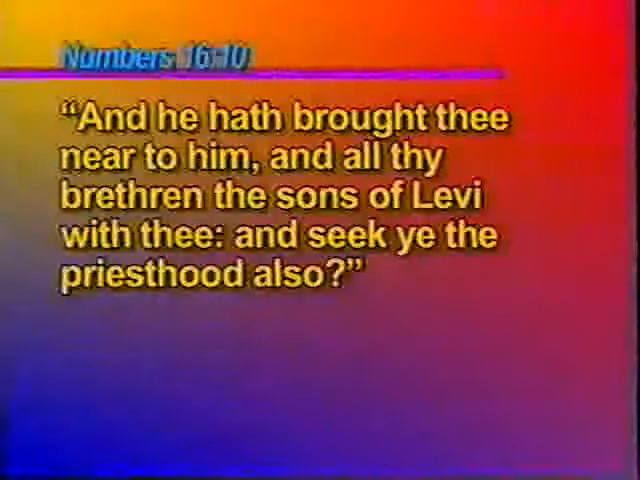 Numbers 16:10
“And he hath brought thee
near to him, and all thy
brethren the sons of Levi
with thee: and seek ye the
priesthood also?”